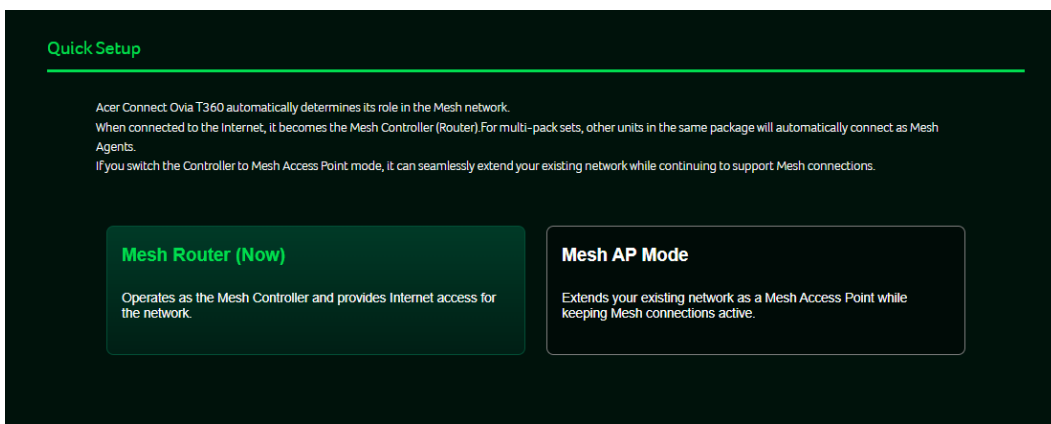 Quick Setup
Acer Connect Ovia T360 automatically determines its role in the Mesh network.
When connected to the Internet, it becomes the Mesh Controller (Router).For multi-pack sets, other units in the same package will automatically connect as Mesh
Agents.
If you switch the Controller to Mesh Access Point mode, it can seamlessly extend your existing network while continuing to support Mesh connections.
Mesh Router (Now)
Operates as the Mesh Controller and provides Internet access for
the network.
Mesh AP Mode
Extends your existing network as a Mesh Access Point while
keeping Mesh connections active.